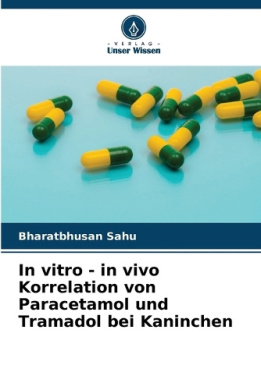 - VERLAG -
Unser Wissen
Bharatbhusan Sahu
In vitro - in vivo
Korrelation von
Paracetamol und
Tramadol bei Kaninchen